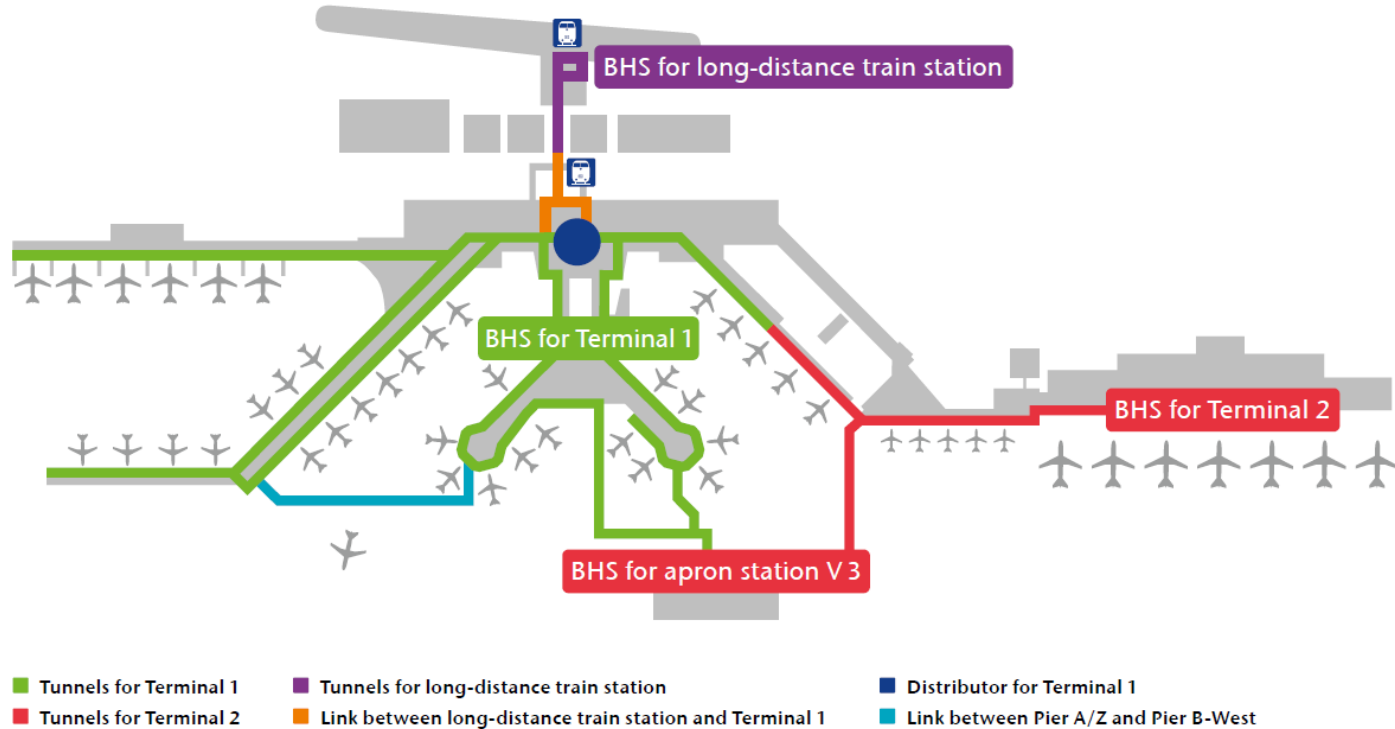 BHS for long-distance train station
BHS for Terminal 1
BHS for Terminal 2
BHS for apron station V 3
Tunnels for Terminal 1
Tunnels for long-distance train station
Distributor for Terminal 1
Tunnels for Terminal 2
Link between long-distance train station and Terminal 1
Link between Pier A/Z and Pier B-West